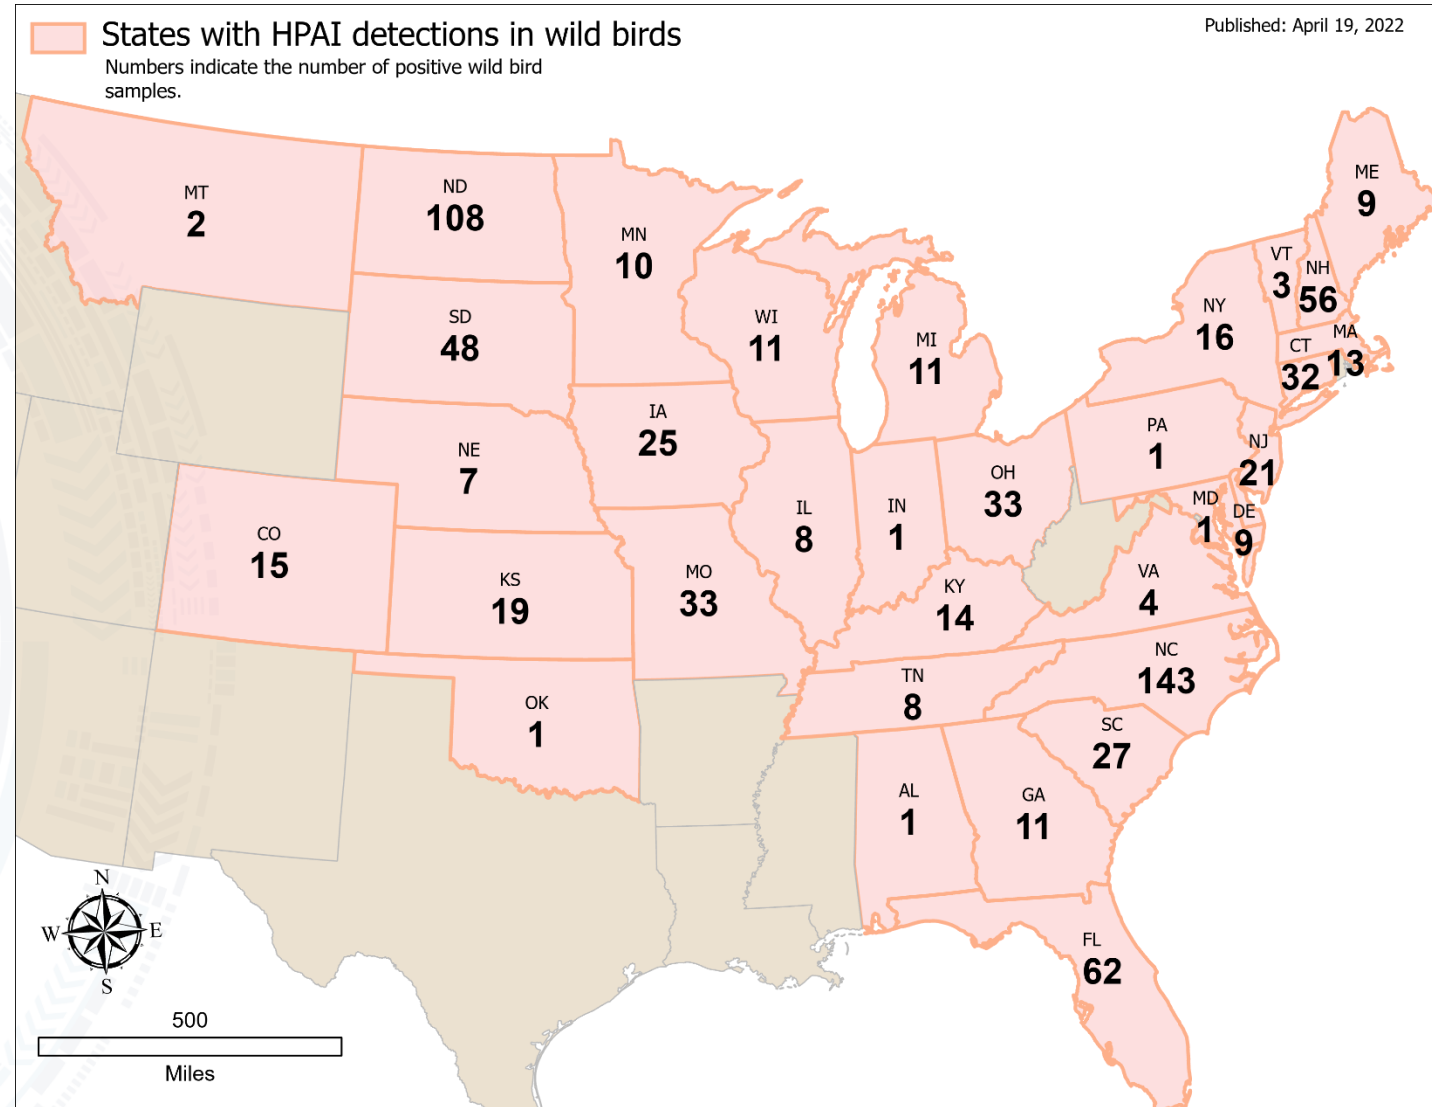 States with HPAI detections in wild birds
Numbers indicate the number of positive wild bird
samples.
Published: April 19, 2022
MT
2
ND
108
MN
10
WI
11
MI
11
SD
48
IA
25
NE
7
CO
15
KS
19
MO
33
IL
8
IN
1
OH
33
KY
14
TN
8
OK
1
AL
1
GA
11
FL
62
SC
27
NC
143
VA
4
MD
1
DE
9
NJ
21
PA
1
NY
16
CT
32
MA
13
VT
3
NH
56
ME
9
N
W E
S
500
Miles